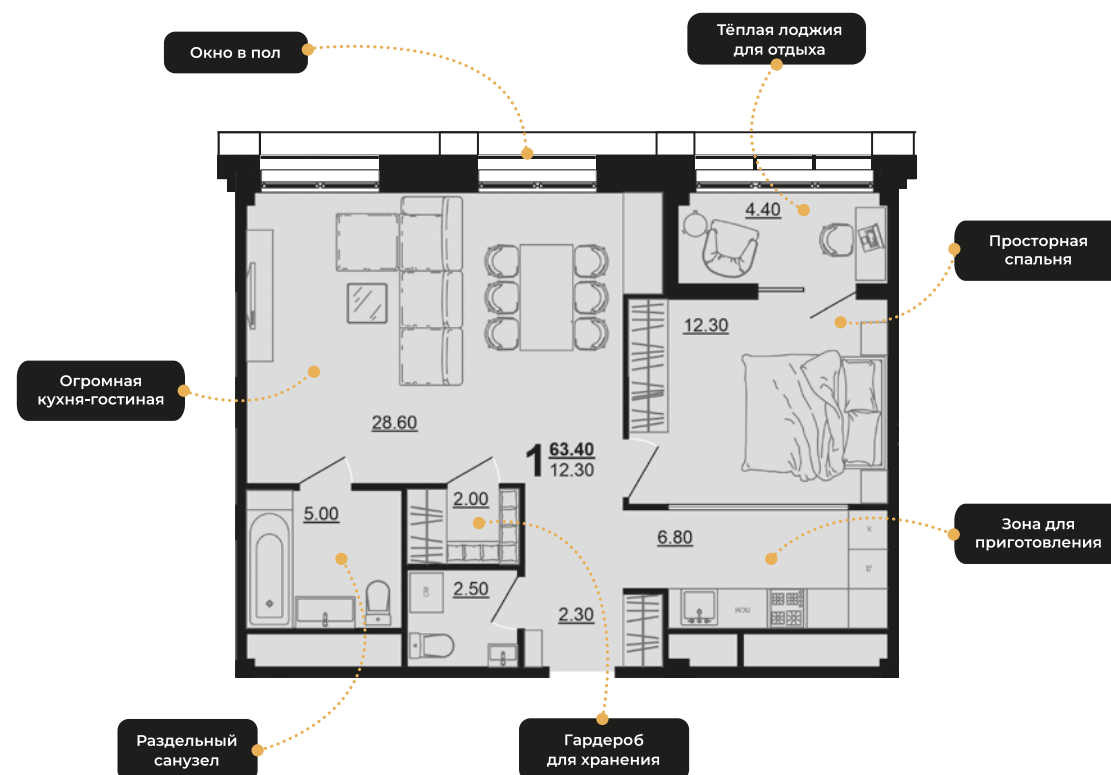 Окно в пол
Тёплая лоджия
для отдыха
4.40
Просторная
спальня
12.30
Огромная
кухня-гостиная
28.60
1 63.40
12.30
5.00
2.00
6.80
Зона для
приготовления
Х
Д
2.50
СМ
2.30
ПСМ
Раздельный
санузел
Гардероб
для хранения